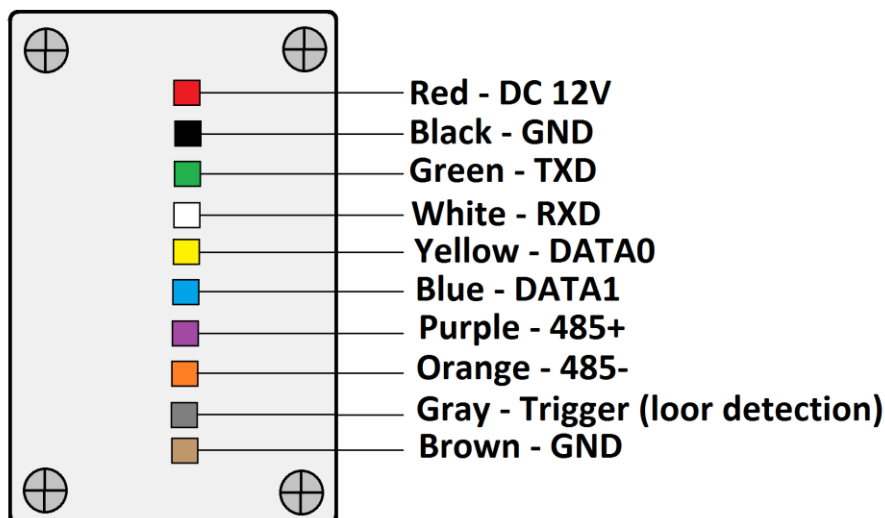 Red - DC 12V
Black - GND
Green - TXD
White - RXD
Yellow - DATA0
Blue - DATA1
Purple - 485+
Orange - 485-
Gray - Trigger (loor detection)
Brown - GND